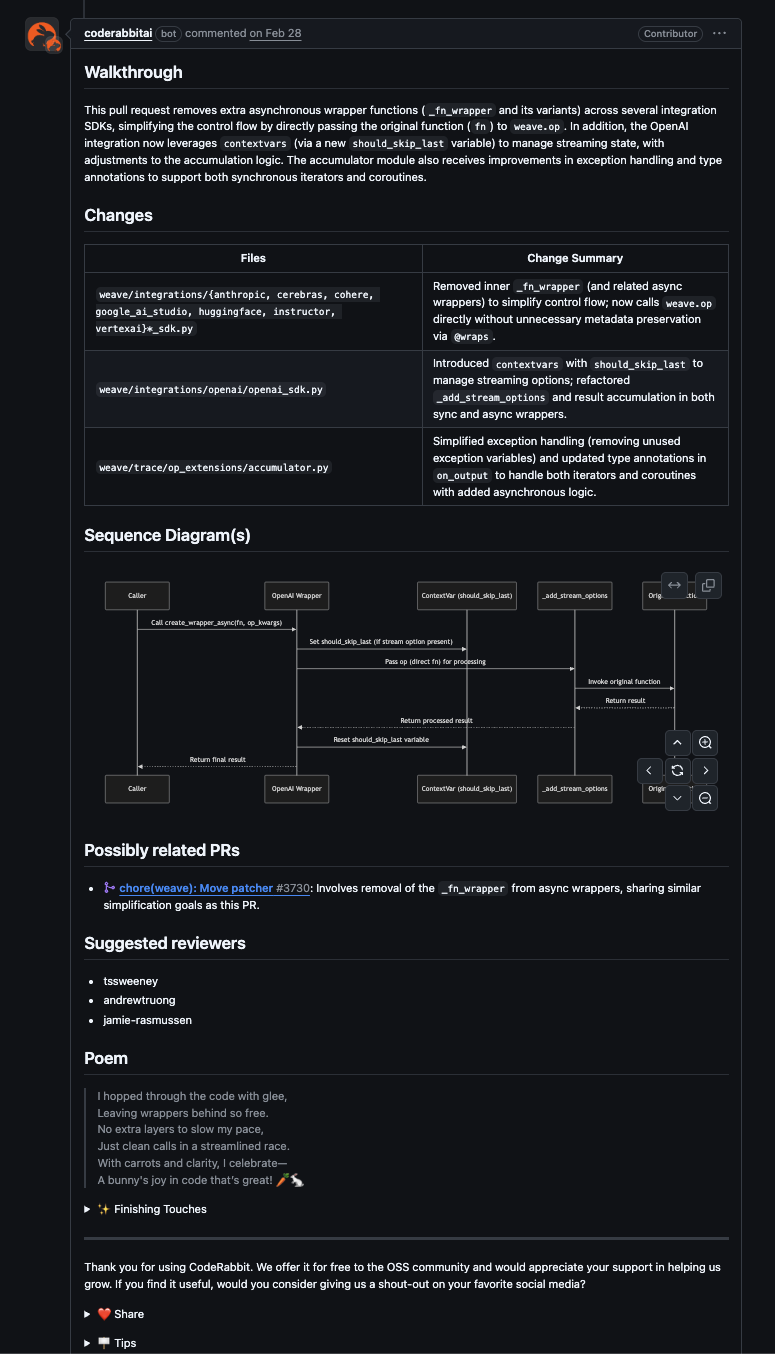 coderabbitai bot commented on Feb 28 Contributor ...
Walkthrough
This pull request removes extra asynchronous wrapper functions ( _fn_wrapper and its variants) across several integration
SDKs, simplifying the control flow by directly passing the original function ( fn ) to weave.op. In addition, the OpenAI
integration now leverages contextvars (via a new should_skip_last variable) to manage streaming state, with
adjustments to the accumulation logic. The accumulator module also receives improvements in exception handling and type
annotations to support both synchronous iterators and coroutines.
Changes
Files Change Summary
weave/integrations/{anthropic, cerebras, cohere,
google_ai_studio, huggingface, instructor,
vertexai}*_sdk.py
Removed inner _fn_wrapper (and related async
wrappers) to simplify control flow; now calls weave.op
directly without unnecessary metadata preservation
via @wraps .
weave/integrations/openai/openai_sdk.py
Introduced contextvars with should_skip_last to
manage streaming options; refactored
_add_stream_options and result accumulation in both
sync and async wrappers.
weave/trace/op_extensions/accumulator.py
Simplified exception handling (removing unused
exception variables) and updated type annotations in
on_output to handle both iterators and coroutines
with added asynchronous logic.
Sequence Diagram(s)
Caller OpenAI Wrapper ContextVar (should_skip_last) _add_stream_options
Call create_wrapper_async(fn, op_kwargs)
Set should_skip_last (if stream option present)
Pass op (direct fn) for processing
Invoke original function
Return result
Return processed result
Reset should_skip_last variable
Return final result
Caller OpenAI Wrapper ContextVar (should_skip_last) _add_stream_options
Possibly related PRs
chore(weave): Move patcher #3730: Involves removal of the _fn_wrapper from async wrappers, sharing similar
simplification goals as this PR.
Suggested reviewers
tssweeney
andrewtruong
jamie-rasmussen
Poem
I hopped through the code with glee,
Leaving wrappers behind so free.
No extra layers to slow my pace,
Just clean calls in a streamlined race.
With carrots and clarity, I celebrate—
A bunny's joy in code that's great! 🥕🐇
✨ Finishing Touches
Thank you for using CodeRabbit. We offer it for free to the OSS community and would appreciate your support in helping us
grow. If you find it useful, would you consider giving us a shout-out on your favorite social media?
❤️ Share
🪧 Tips